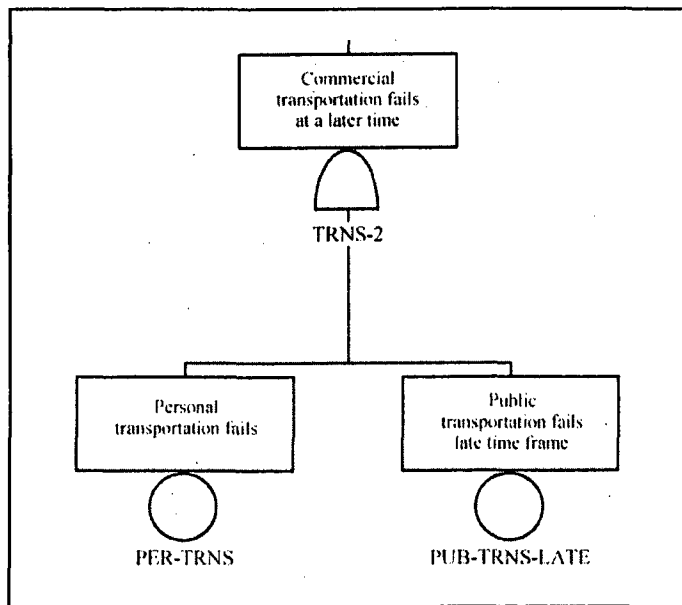 Commercial
transportation fails
at a later time
TRNS-2
Personal
transportation fails
Public
transportation fails
late time frame
PER-TRNS
PUB-TRNS-LATE